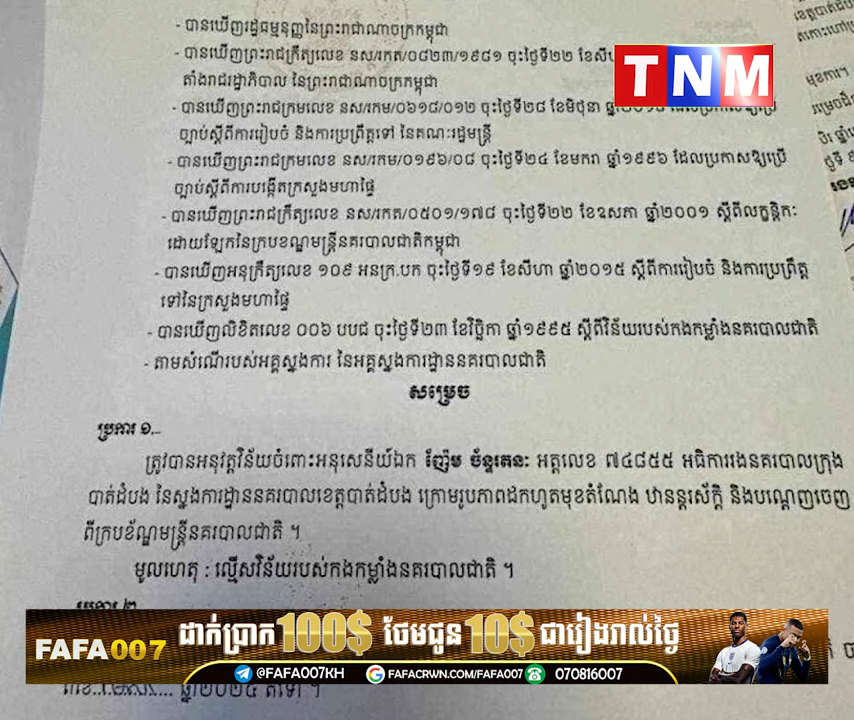 - បានឃើញរដ្ឋធម្មនុញ្ញនៃព្រះរាជាណាចក្រកម្ពុជា
- បានឃើញព្រះរាជក្រឹត្យលេខ នស/រកត/០៨២៣/១៩៨១ ចុះថ្ងៃទី២២ ខែសីហា
តាំងរាជរដ្ឋាភិបាល នៃព្រះរាជាណាចក្រកម្ពុជា
TNM
- បានឃើញព្រះរាជក្រមលេខ នស/រកម/០៦១៨/០១២ ចុះថ្ងៃទី២៨ ខែមិថុនា
ច្បាប់ស្តីពីការរៀបចំ និងការប្រព្រឹត្តទៅ នៃគណៈរដ្ឋមន្ត្រី
- បានឃើញព្រះរាជក្រមលេខ នស/រកម/០១៩៦/០៨ ចុះថ្ងៃទី២៤ ខែមករា ឆ្នាំ១៩៩៦ ដែលប្រកាសឱ្យប្រើ
ច្បាប់ស្តីពីការបង្កើតក្រសួងមហាផ្ទៃ
- បានឃើញព្រះរាជក្រឹត្យលេខ នស/រកត/០៥០១/១៧៨ ចុះថ្ងៃទី២២ ខែឧសភា ឆ្នាំ២០០១ ស្តីពីលក្ខន្តិកៈ
ដោយឡែកនៃក្របខណ្ឌមន្ត្រីនគរបាលជាតិកម្ពុជា
- បានឃើញអនុក្រឹត្យលេខ ១០៩ អនក្រ.បក ចុះថ្ងៃទី១៩ ខែសីហា ឆ្នាំ២០១៥ ស្តីពីការរៀបចំ និងការប្រព្រឹត្ត
ទៅនៃក្រសួងមហាផ្ទៃ
- បានឃើញលិខិតលេខ ០០៦ បបជ ចុះថ្ងៃទី២៣ ខែវិច្ឆិកា ឆ្នាំ១៩៩៥ ស្តីពីវិន័យរបស់កងកម្លាំងនគរបាលជាតិ
- តាមសំណើរបស់អគ្គស្នងការ នៃអគ្គស្នងការដ្ឋាននគរបាលជាតិ
សម្រេច
ប្រការ ១._
ត្រូវបានអនុវត្តវិន័យចំពោះអនុសេនីយ៍ឯក ញ៉ែម ច័ន្ទរតនៈ អត្តលេខ ៧៤៨៥៥ អធិការរងនគរបាលក្រុង
បាត់ដំបង នៃស្នងការដ្ឋាននគរបាលខេត្តបាត់ដំបង ក្រោមរូបភាពដកហូតមុខតំណែង ឋានន្តរស័ក្តិ និងបណ្តេញចេញ
ពីក្របខ័ណ្ឌមន្ត្រីនគរបាលជាតិ ។
មូលហេតុ : ល្មើសវិន័យរបស់កងកម្លាំងនគរបាលជាតិ ។
ប្រការ ២
FAFA007 ដាក់ប្រាក់ 100$ ថែមជូន 10$ ជារៀងរាល់ថ្ងៃ
@FAFA007KH FAFACRWN.COM/FAFA007 070816007
ឆ្នាំ២០២៤ តទៅ ។